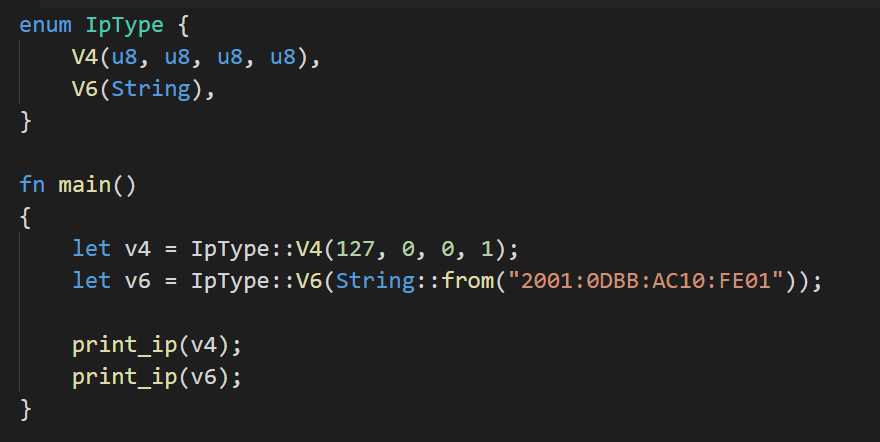 enum IpType {
    V4(u8, u8, u8, u8),
    V6(String),
}
fn main()
{
    let v4 = IpType::V4(127, 0, 0, 1);
    let v6 = IpType::V6(String::from("2001:0DBB:AC10:FE01"));
    print_ip(v4);
    print_ip(v6);
}